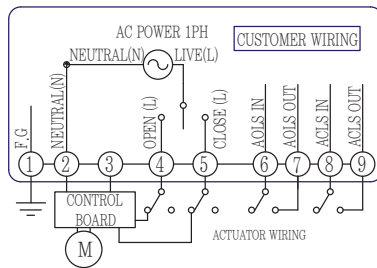 AC POWER 1PH
CUSTOMER WIRING
NEUTRAL(N)
LIVE(L)
F.G
NEUTRAL(N)
OPEN (L)
CLOSE (L)
AOLS IN
AOLS OUT
ACLS IN
ACLS OUT
1 2 3 4 5 6 7 8 9
CONTROL
BOARD
ACTUATOR WIRING
M